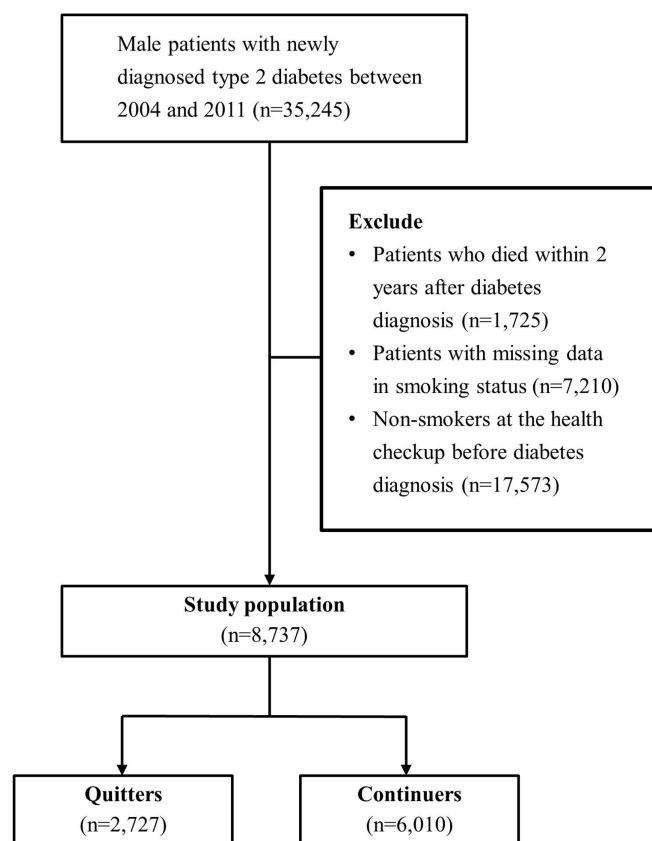 Male patients with newly
diagnosed type 2 diabetes between
2004 and 2011 (n=35,245)
Exclude
• Patients who died within 2
years after diabetes
diagnosis (n=1,725)
• Patients with missing data
in smoking status (n=7,210)
• Non-smokers at the health
checkup before diabetes
diagnosis (n=17,573)
Study population
(n=8,737)
Quitters
(n=2,727)
Continuers
(n=6,010)